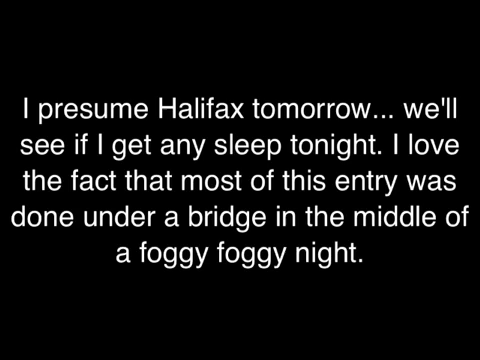 I presume Halifax tomorrow... we'll
see if I get any sleep tonight. I love
the fact that most of this entry was
done under a bridge in the middle of
a foggy foggy night.